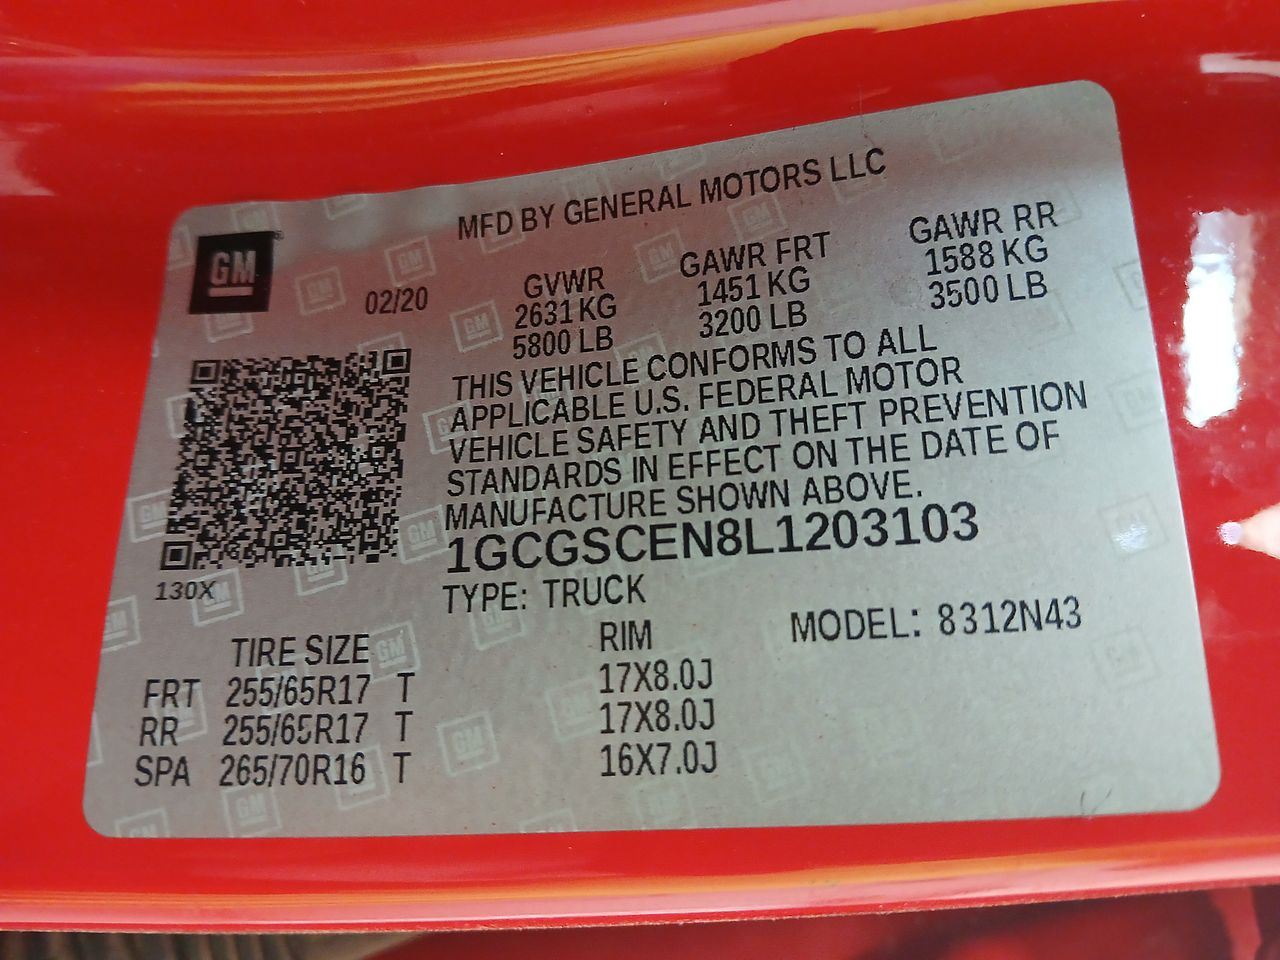 MFD BY GENERAL MOTORS LLC
GM
02/20
GVWR GAWR FRT GAWR RR
2631 KG 1451 KG 1588 KG
5800 LB 3200 LB 3500 LB
THIS VEHICLE CONFORMS TO ALL
APPLICABLE U.S. FEDERAL MOTOR
VEHICLE SAFETY AND THEFT PREVENTION
STANDARDS IN EFFECT ON THE DATE OF
MANUFACTURE SHOWN ABOVE.
1GCGSCEN8L1203103
130X
TYPE: TRUCK
MODEL: 8312N43
TIRE SIZE RIM
FRT 255/65R17 T 17X8.0J
RR 255/65R17 T 17X8.0J
SPA 265/70R16 T 16X7.0J